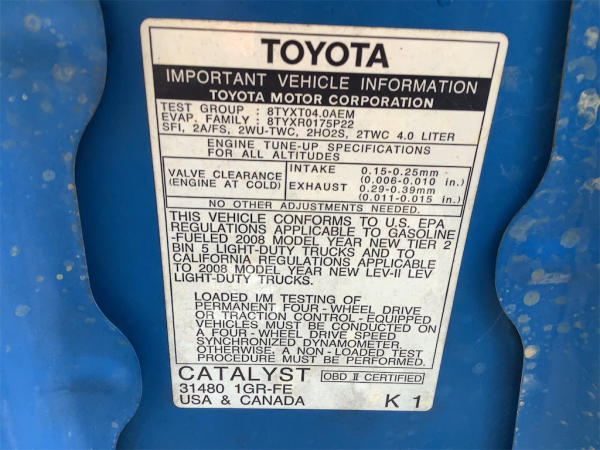 TOYOTA
IMPORTANT VEHICLE INFORMATION
TOYOTA MOTOR CORPORATION
TEST GROUP : 8TYXT04.0AEM
EVAP. FAMILY : 8TYXR0175P22
SFI, 2A/FS, 2WU-TWC, 2HO2S, 2TWC 4.0 LITER
ENGINE TUNE-UP SPECIFICATIONS
FOR ALL ALTITUDES
VALVE CLEARANCE
(ENGINE AT COLD)
INTAKE 0.15-0.25mm
(0.006-0.010 in.)
EXHAUST 0.29-0.39mm
(0.011-0.015 in.)
NO OTHER ADJUSTMENTS NEEDED.
THIS VEHICLE CONFORMS TO U.S. EPA
REGULATIONS APPLICABLE TO GASOLINE
-FUELED 2008 MODEL YEAR NEW TIER 2
BIN 5 LIGHT-DUTY TRUCKS AND TO
CALIFORNIA REGULATIONS APPLICABLE
TO 2008 MODEL YEAR NEW LEV-II LEV
LIGHT-DUTY TRUCKS.
LOADED I/M TESTING OF
PERMANENT FOUR-WHEEL DRIVE
OR TRACTION CONTROL-EQUIPPED
VEHICLES MUST BE CONDUCTED ON
A FOUR-WHEEL DRIVE SPEED
SYNCHRONIZED DYNAMOMETER.
OTHERWISE, A NON-LOADED TEST
PROCEDURE MUST BE PERFORMED.
CATALYST OBD II CERTIFIED
31480 1GR-FE
USA & CANADA K 1